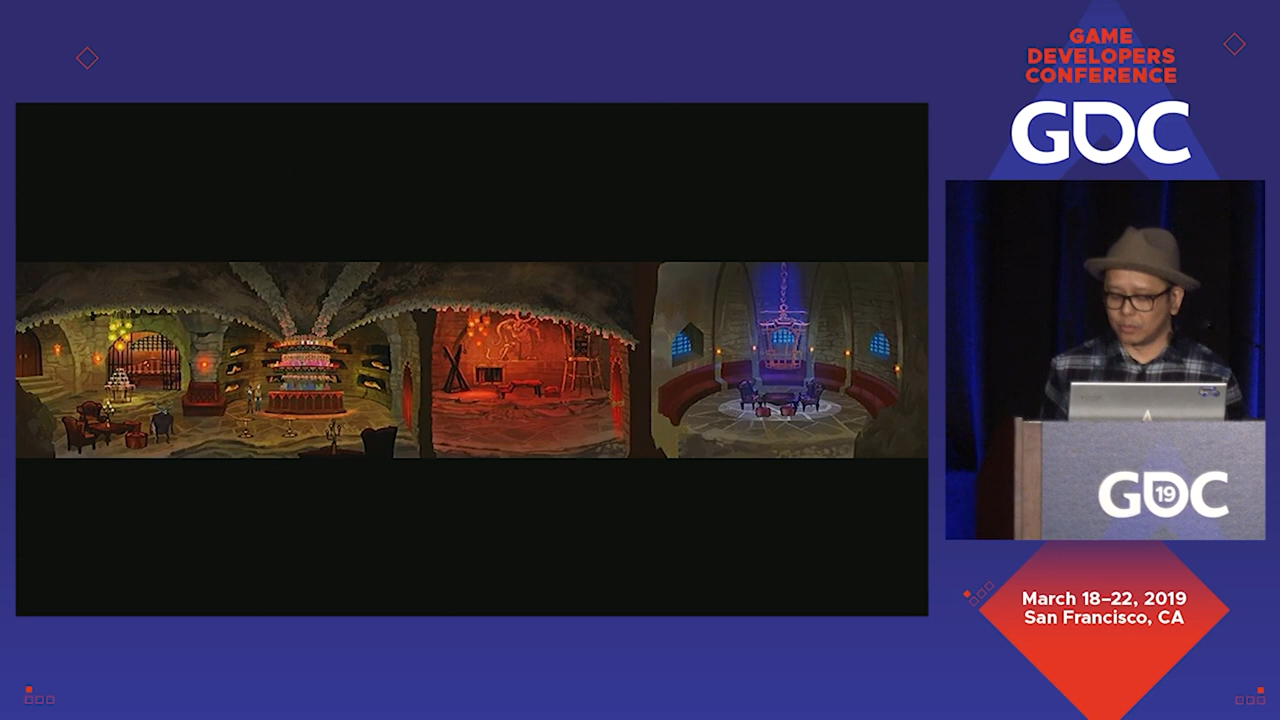 GAME
DEVELOPERS
CONFERENCE
GDC
GDC
19
March 18–22, 2019
San Francisco, CA